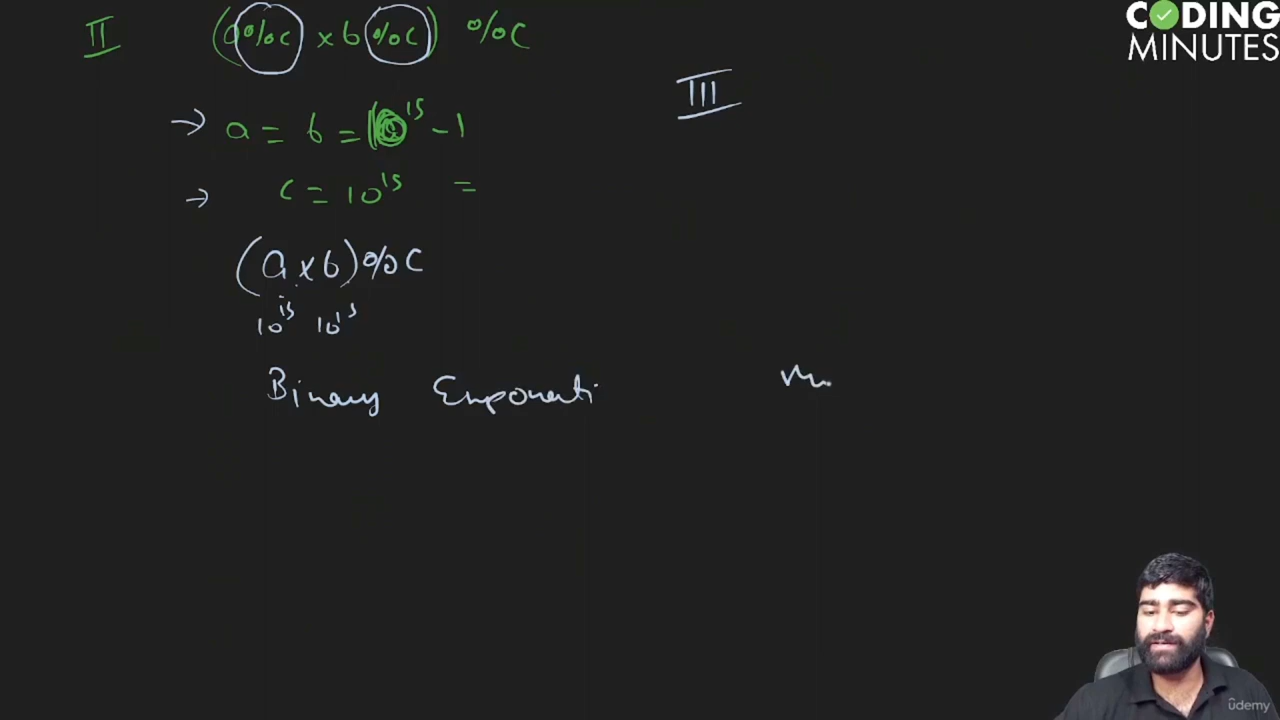 CODING
MINUTES
II (a%c x b%c) %c
III
→ a = b = 10^15 - 1
→ c = 10^15 =
(a x b)%c
10^15 10^15
Binary Exponenti
udemy